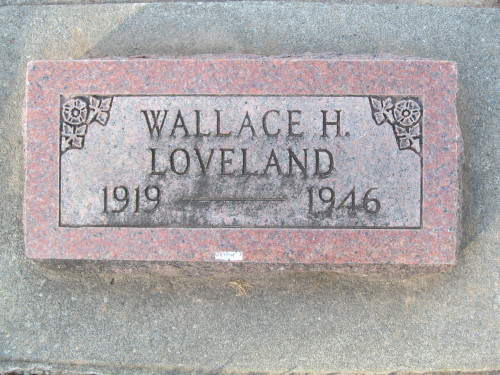 WALLACE H.
LOVELAND
1919 — 1946